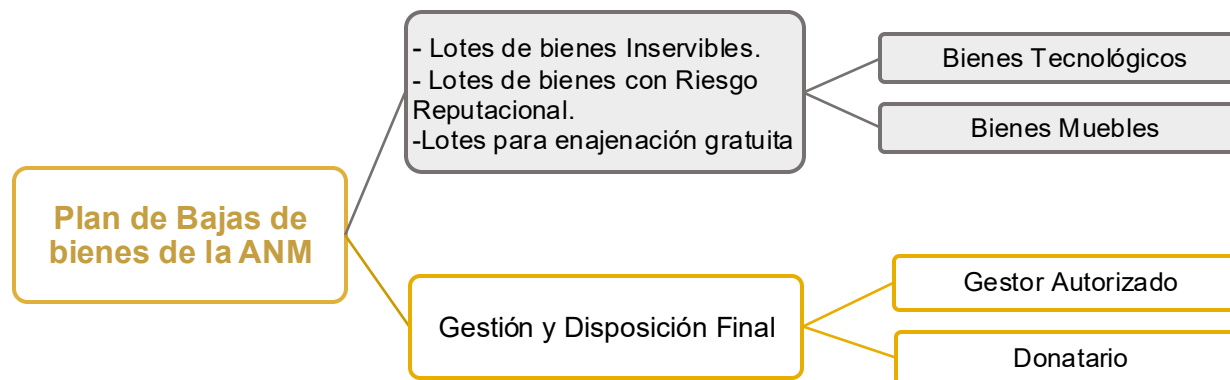 Plan de Bajas de
bienes de la ANM
- Lotes de bienes Inservibles.
- Lotes de bienes con Riesgo
Reputacional.
-Lotes para enajenación gratuita
Bienes Tecnológicos
Bienes Muebles
Gestión y Disposición Final
Gestor Autorizado
Donatario